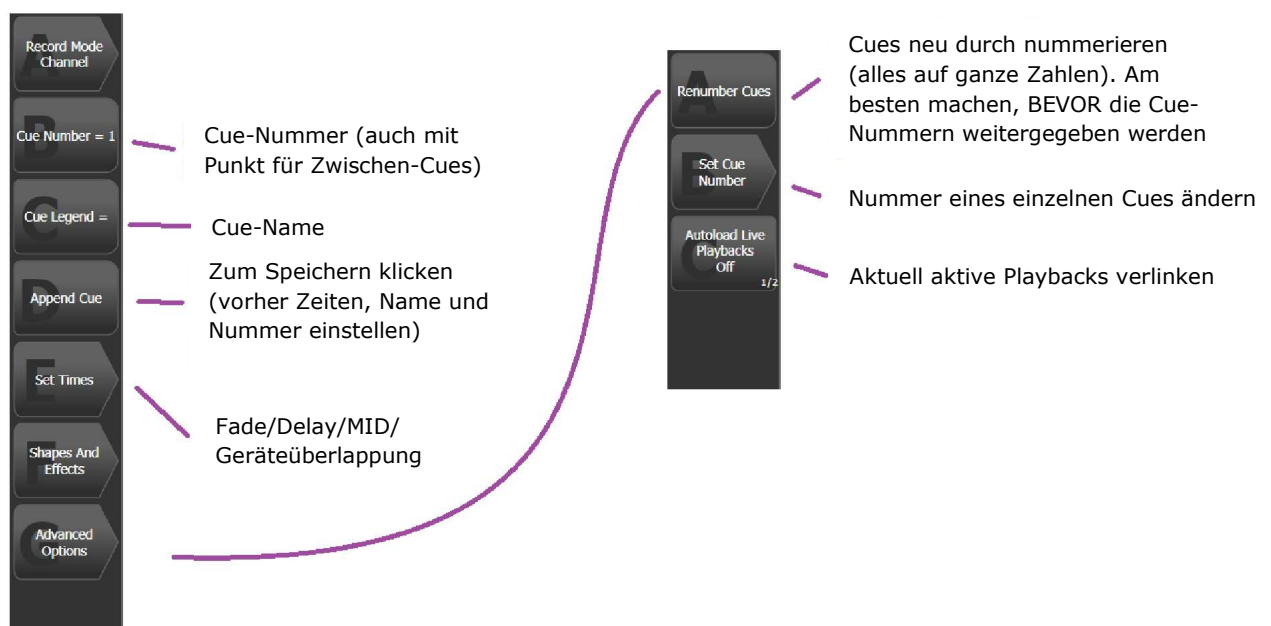 Record Mode
Channel
A
Cue Number = 1
B
Cue-Nummer (auch mit
Punkt für Zwischen-Cues)
Cue Legend =
C
Cue-Name
Append Cue
D
Zum Speichern klicken
(vorher Zeiten, Name und
Nummer einstellen)
Set Times
E
Fade/Delay/MID/
Geräteüberlappung
Shapes And
Effects
F
Advanced
Options
G
Renumber Cues
A
Cues neu durch nummerieren
(alles auf ganze Zahlen). Am
besten machen, BEVOR die Cue-
Nummern weitergegeben werden
Set Cue
Number
B
Nummer eines einzelnen Cues ändern
Autoload Live
Playbacks
Off
C
1/2
Aktuell aktive Playbacks verlinken